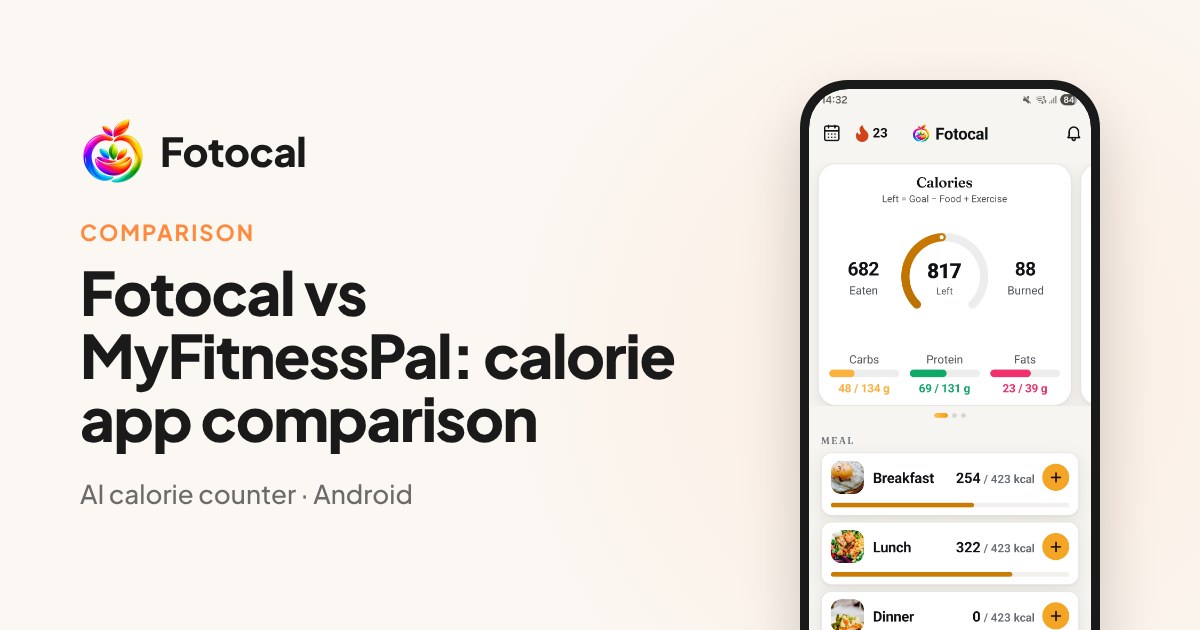 Fotocal
COMPARISON
Fotocal vs
MyFitnessPal: calorie
app comparison
AI calorie counter · Android
14:32
84
23
Fotocal
Calories
Left = Goal − Food + Exercise
682
Eaten
817
Left
88
Burned
Carbs
48 / 134 g
Protein
69 / 131 g
Fats
23 / 39 g
MEAL
Breakfast 254 / 423 kcal +
Lunch 322 / 423 kcal +
Dinner 0 / 423 kcal +